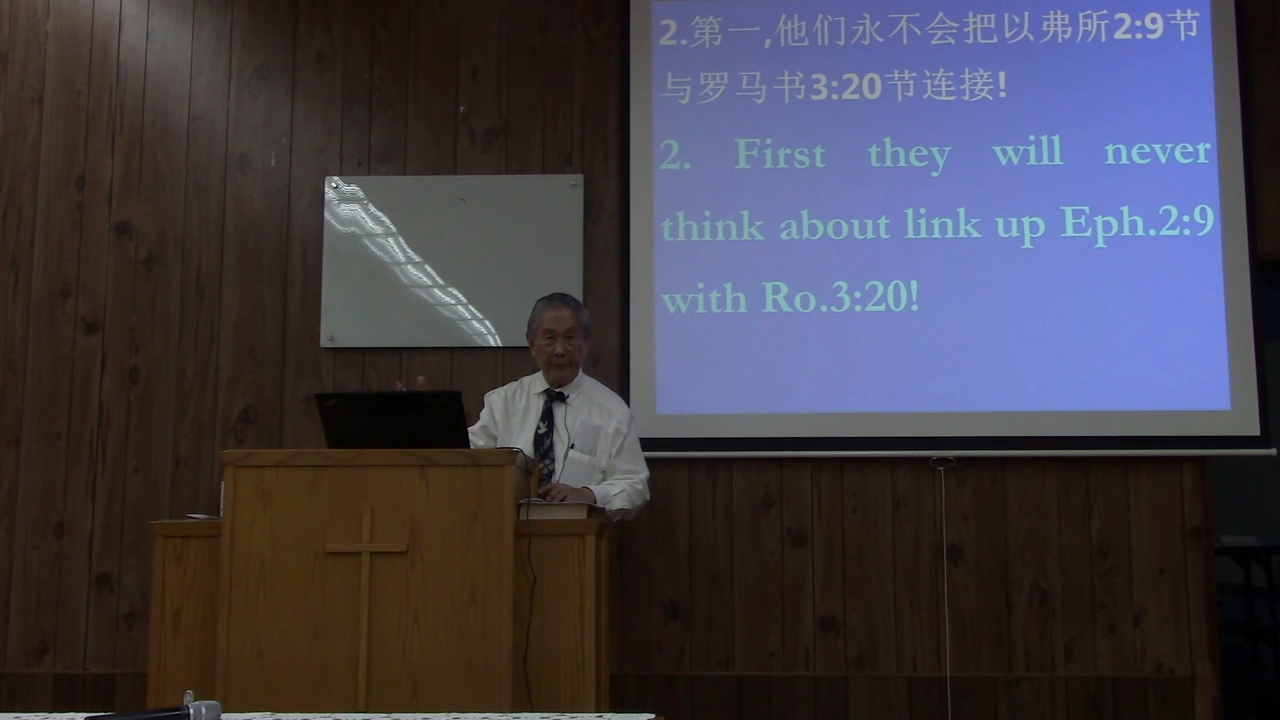 2.第一,他们永不会把以弗所2:9节
与罗马书3:20节连接!
2. First they will never
think about link up Eph.2:9
with Ro.3:20!